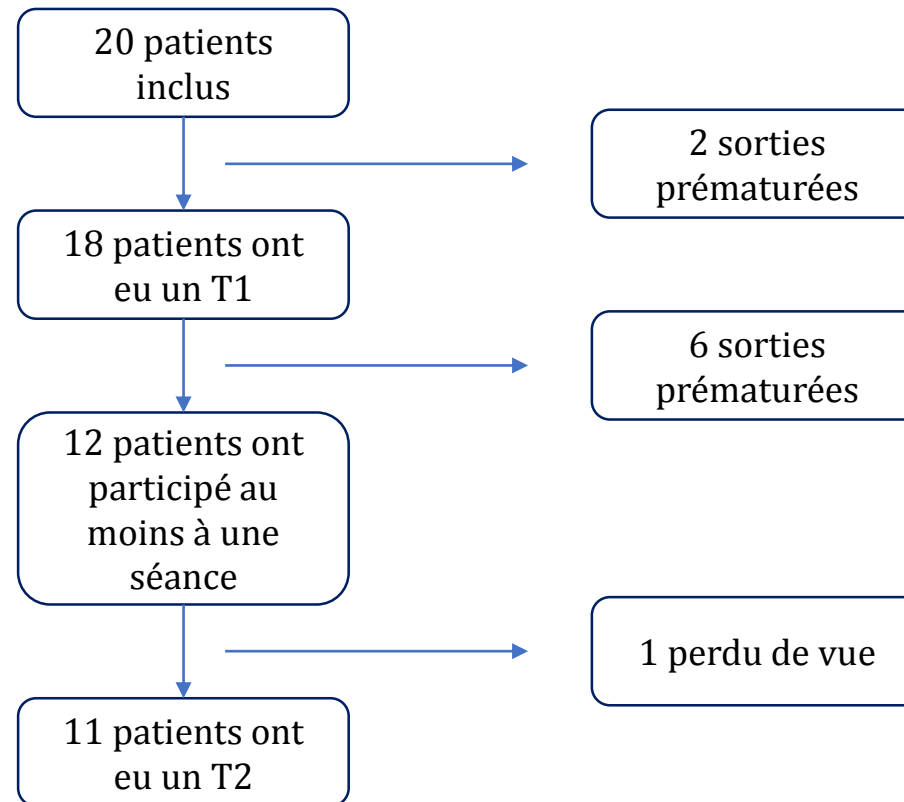 20 patients
inclus
2 sorties
prématurées
18 patients ont
eu un T1
6 sorties
prématurées
12 patients ont
participé au
moins à une
séance
1 perdu de vue
11 patients ont
eu un T2